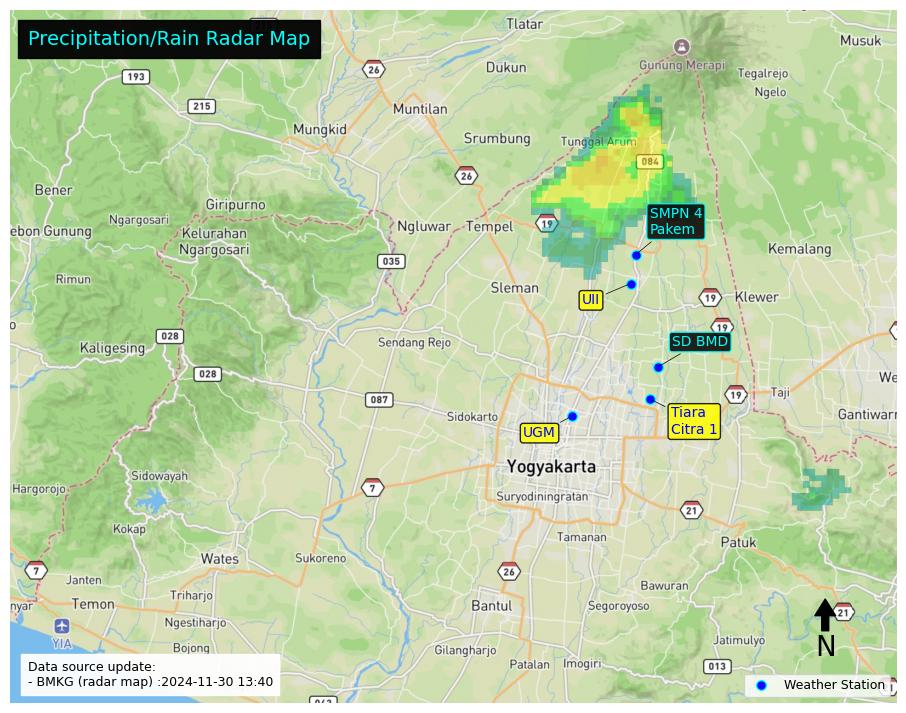 Precipitation/Rain Radar Map
Tlatar
Musuk
193
26
Dukun
Gunung Merapi
Tegalrejo
Ngelo
215
Muntilan
Mungkid
Srumbung
Tunggal Arum
084
26
Bener
Giripurno
Ngargosari
SMPN 4
Pakem
ebon Gunung
Kelurahan
Ngargosari
Ngluwar
Tempel
19
Kemalang
035
Rimun
Sleman
UII
19
Klewer
19
028
Kaligesing
Sendang Rejo
SD BMD
028
087
19
Taji
We
Sidokarto
Tiara
Citra 1
Gantiwarn
UGM
Yogyakarta
Sidowayah
Hargorojo
7
Suryodiningratan
21
Kokap
Tamanan
Patuk
Wates
Sukoreno
7
26
Janten
Bawuran
nyar
Temon
Triharjo
Bantul
Segoroyoso
21
Ngestiharjo
YIA
N
Bojong
Gilangharjo
Jatimulyo
Patalan
Imogiri
013
Data source update:
- BMKG (radar map) :2024-11-30 13:40
Weather Station